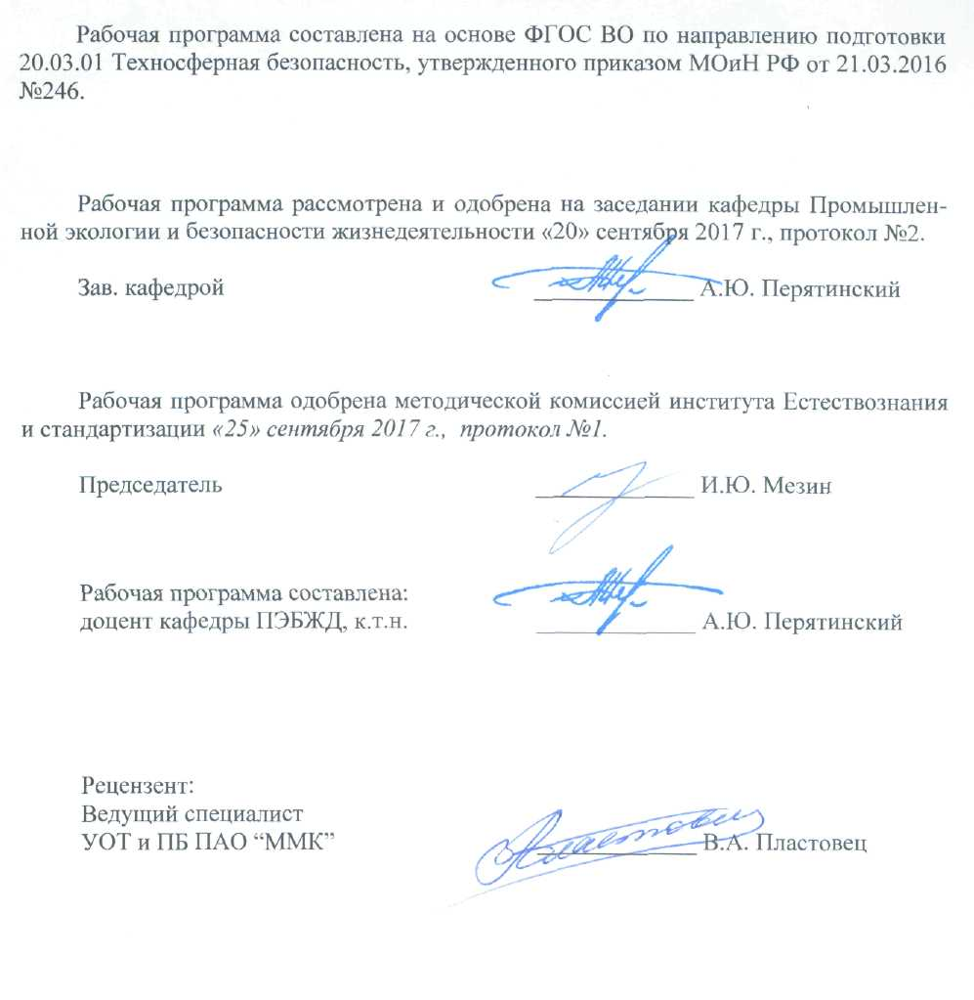 Рабочая программа составлена на основе ФГОС ВО по направлению подготовки
20.03.01 Техносферная безопасность, утвержденного приказом МОиН РФ от 21.03.2016
№246.
Рабочая программа рассмотрена и одобрена на заседании кафедры Промышлен-
ной экологии и безопасности жизнедеятельности «20» сентября 2017 г., протокол №2.
Зав. кафедрой ______________ А.Ю. Перятинский
Рабочая программа одобрена методической комиссией института Естествознания
и стандартизации «25» сентября 2017 г., протокол №1.
Председатель ______________ И.Ю. Мезин
Рабочая программа составлена:
доцент кафедры ПЭБЖД, к.т.н. ______________ А.Ю. Перятинский
Рецензент:
Ведущий специалист
УОТ и ПБ ПАО “ММК” ______________ В.А. Пластовец